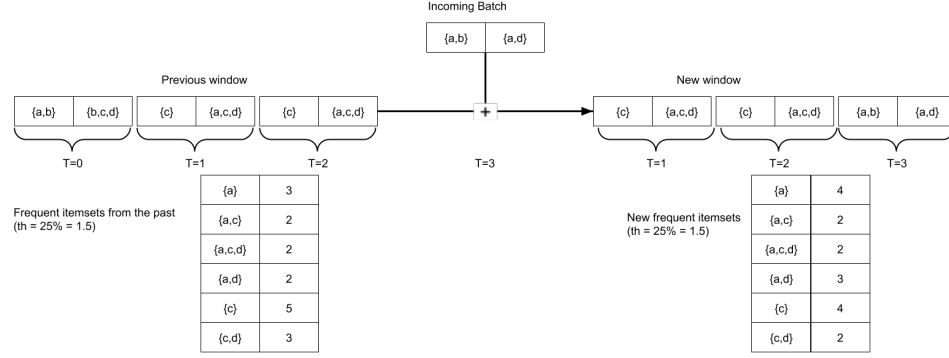 Incoming Batch
{a,b} {a,d}
Previous window
New window
{a,b} {b,c,d} {c} {a,c,d} {c} {a,c,d}
+
{c} {a,c,d} {c} {a,c,d} {a,b} {a,d}
T=0 T=1 T=2 T=3 T=1 T=2 T=3
Frequent itemsets from the past
(th = 25% = 1.5)
{a} 3
{a,c} 2
{a,c,d} 2
{a,d} 2
{c} 5
{c,d} 3
New frequent itemsets
(th = 25% = 1.5)
{a} 4
{a,c} 2
{a,c,d} 2
{a,d} 3
{c} 4
{c,d} 2